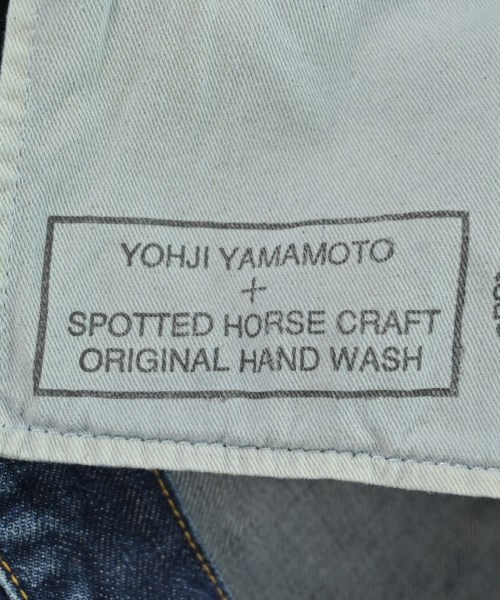 YOHJI YAMAMOTO
+
SPOTTED HORSE CRAFT
ORIGINAL HAND WASH